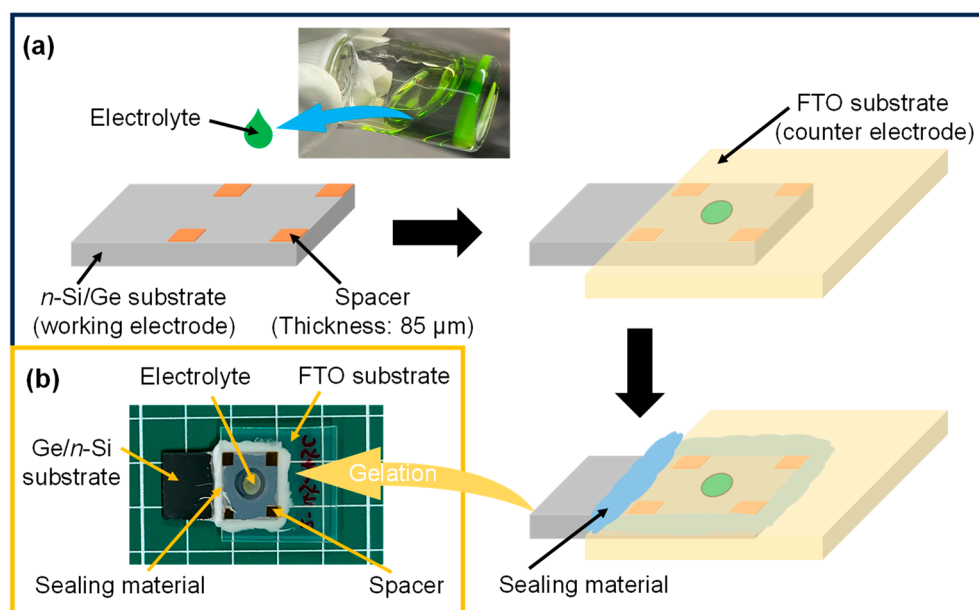 (a)
Electrolyte
FTO substrate
(counter electrode)
n-Si/Ge substrate
(working electrode)
Spacer
(Thickness: 85 μm)
(b)
Electrolyte
FTO substrate
Ge/n-Si
substrate
Gelation
Sealing material
Spacer
Sealing material